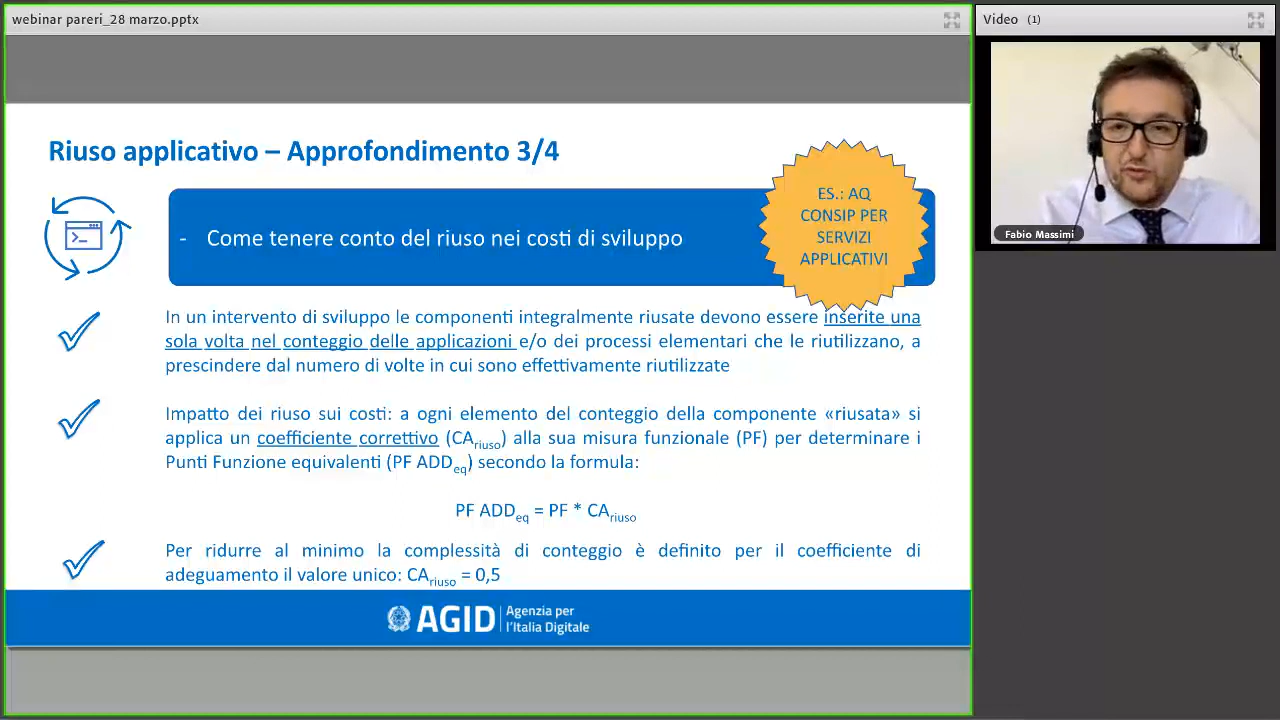 webinar pareri_28 marzo.pptx
Video (1)
Fabio Massimi
Riuso applicativo – Approfondimento 3/4
- Come tenere conto del riuso nei costi di sviluppo
ES.: AQ
CONSIP PER
SERVIZI
APPLICATIVI
In un intervento di sviluppo le componenti integralmente riusate devono essere inserite una
sola volta nel conteggio delle applicazioni e/o dei processi elementari che le riutilizzano, a
prescindere dal numero di volte in cui sono effettivamente riutilizzate
Impatto dei riuso sui costi: a ogni elemento del conteggio della componente «riusata» si
applica un coefficiente correttivo (CAriuso) alla sua misura funzionale (PF) per determinare i
Punti Funzione equivalenti (PF ADDeq) secondo la formula:
PF ADDeq = PF * CAriuso
Per ridurre al minimo la complessità di conteggio è definito per il coefficiente di
adeguamento il valore unico: CAriuso = 0,5
AGID
Agenzia per
l'Italia Digitale